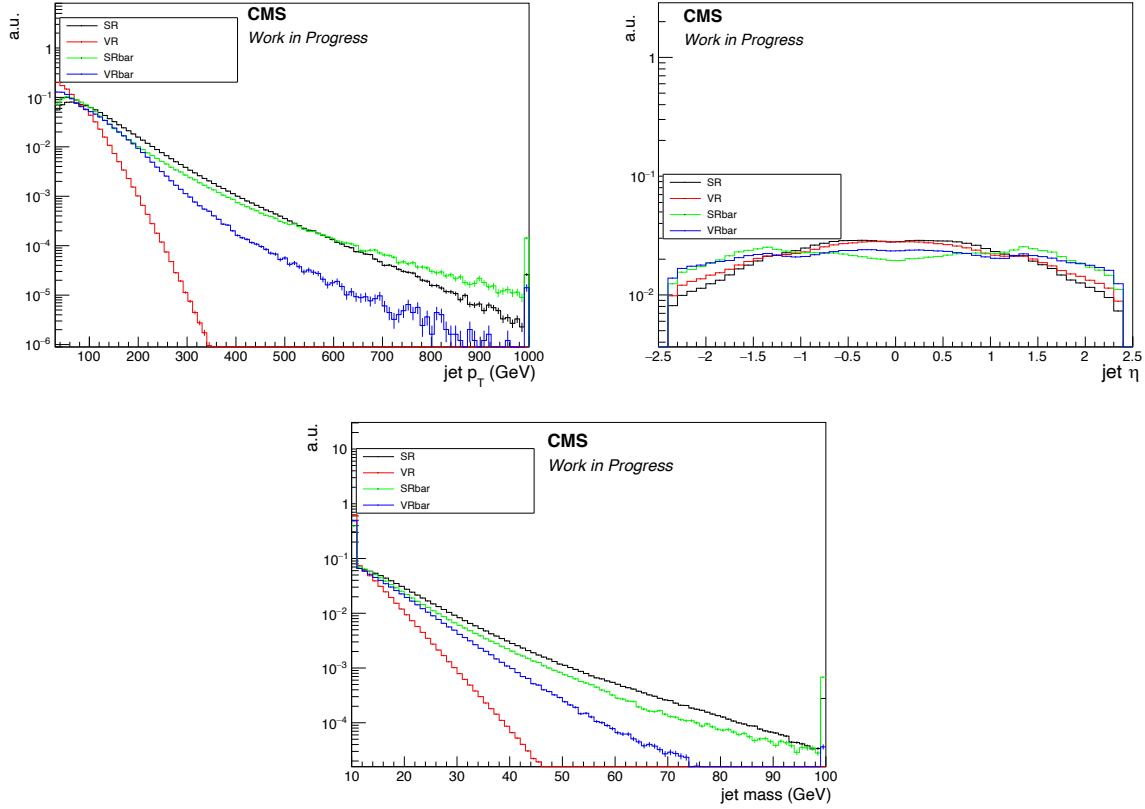 CMS
Work in Progress
a.u.
SR
VR
SRbar
VRbar
1
10⁻¹
10⁻²
10⁻³
10⁻⁴
10⁻⁵
10⁻⁶
100 200 300 400 500 600 700 800 900 1000
jet p_T (GeV)
CMS
Work in Progress
a.u.
1
10⁻¹
SR
VR
SRbar
VRbar
10⁻²
−2.5 −2 −1.5 −1 −0.5 0 0.5 1 1.5 2 2.5
jet η
CMS
Work in Progress
a.u.
10
SR
VR
SRbar
VRbar
1
10⁻¹
10⁻²
10⁻³
10⁻⁴
10 20 30 40 50 60 70 80 90 100
jet mass (GeV)